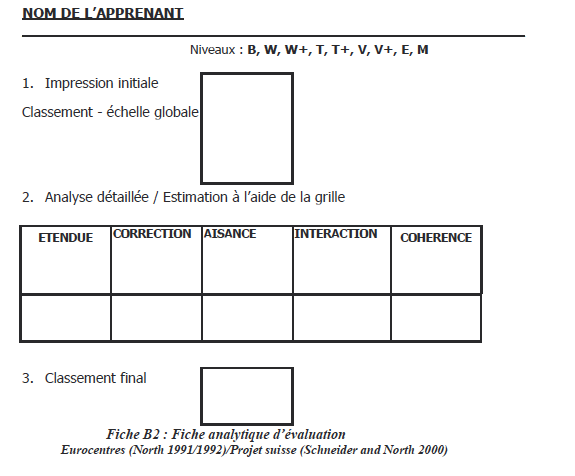 NOM DE L’APPRENANT
Niveaux : B, W, W+, T, T+, V, V+, E, M
1. Impression initiale
Classement - échelle globale
2. Analyse détaillée / Estimation à l’aide de la grille
ETENDUE CORRECTION AISANCE INTERACTION COHERENCE
3. Classement final
Fiche B2 : Fiche analytique d’évaluation
Eurocentres (North 1991/1992)/Projet suisse (Schneider and North 2000)